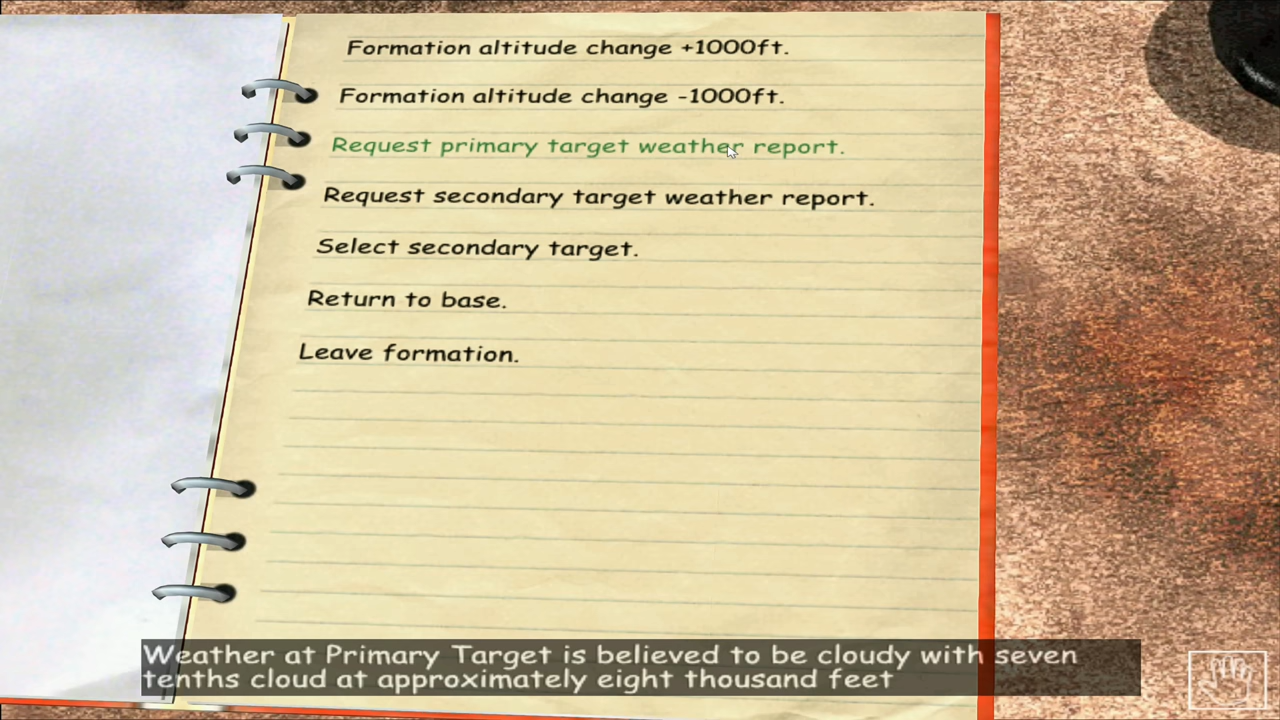 Formation altitude change +1000ft.
Formation altitude change -1000ft.
Request primary target weather report.
Request secondary target weather report.
Select secondary target.
Return to base.
Leave formation.
Weather at Primary Target is believed to be cloudy with seven
tenths cloud at approximately eight thousand feet